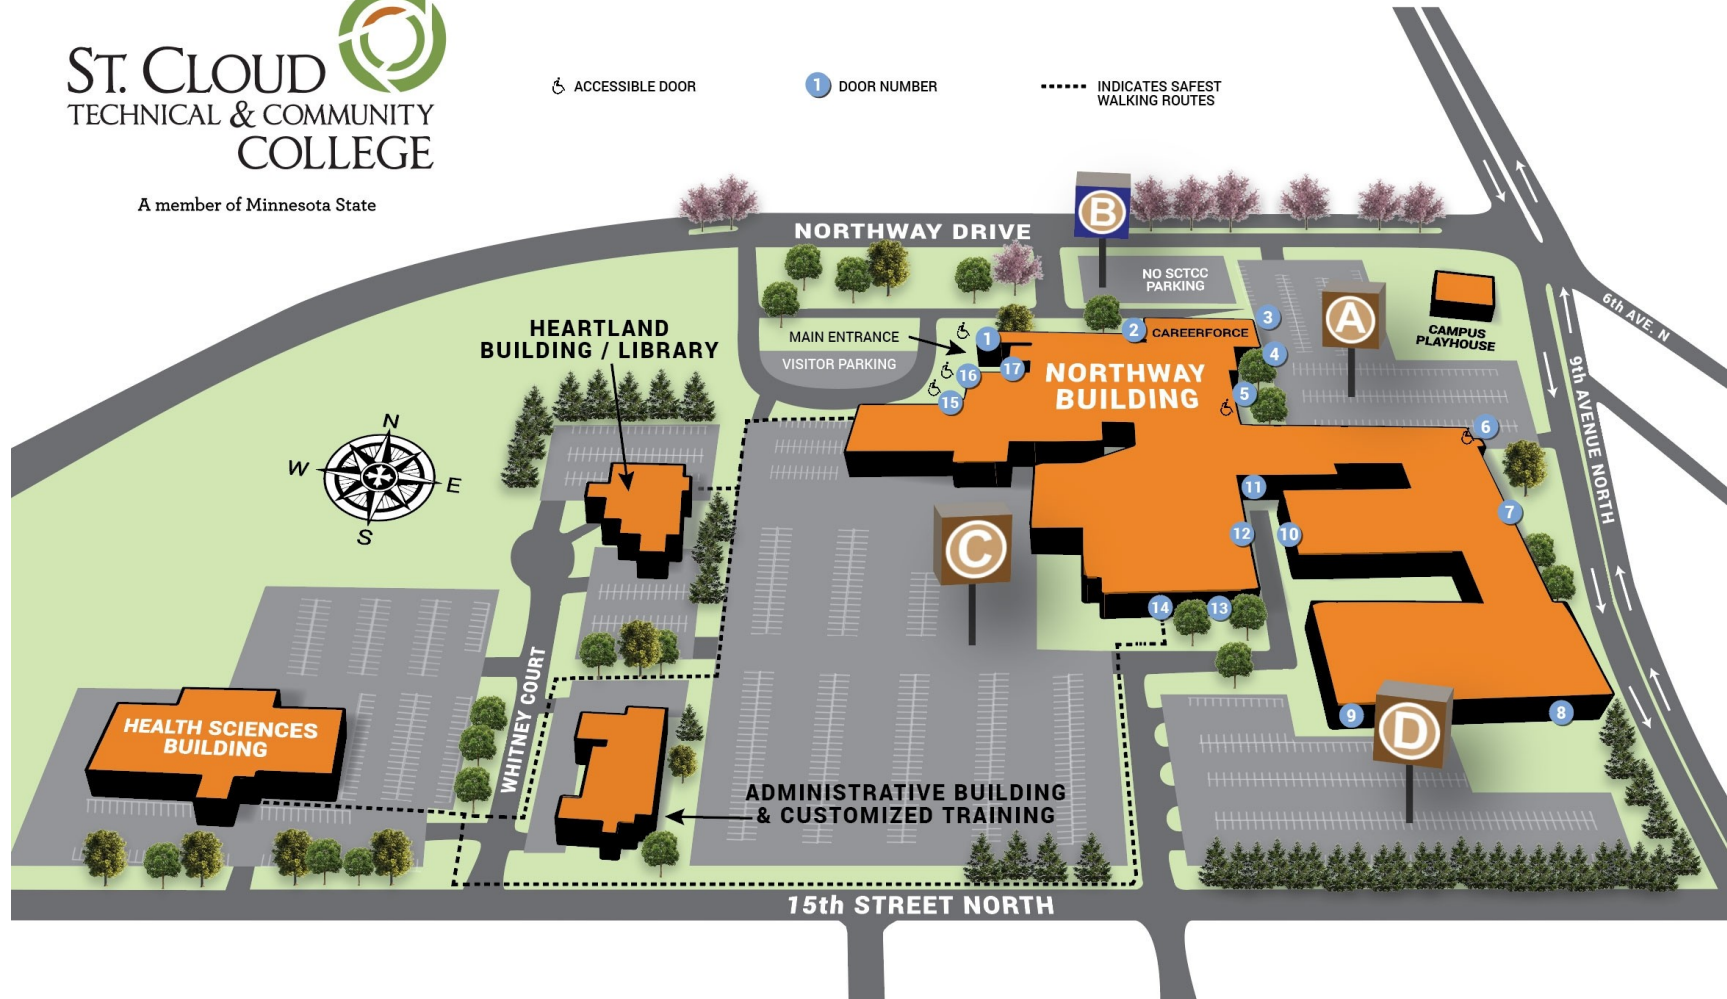 ST. CLOUD
TECHNICAL & COMMUNITY
COLLEGE
A member of Minnesota State
ACCESSIBLE DOOR
1 DOOR NUMBER
INDICATES SAFEST
WALKING ROUTES
B
NORTHWAY DRIVE
NO SCTCC
PARKING
A
6th AVE. N
CAMPUS
PLAYHOUSE
HEARTLAND
BUILDING / LIBRARY
MAIN ENTRANCE
VISITOR PARKING
1
2
CAREERFORCE
3
4
5
16
17
15
NORTHWAY
BUILDING
9th AVENUE NORTH
6
7
N
W
E
S
C
11
12
10
14
13
WHITNEY COURT
HEALTH SCIENCES
BUILDING
9
D
8
ADMINISTRATIVE BUILDING
& CUSTOMIZED TRAINING
15th STREET NORTH